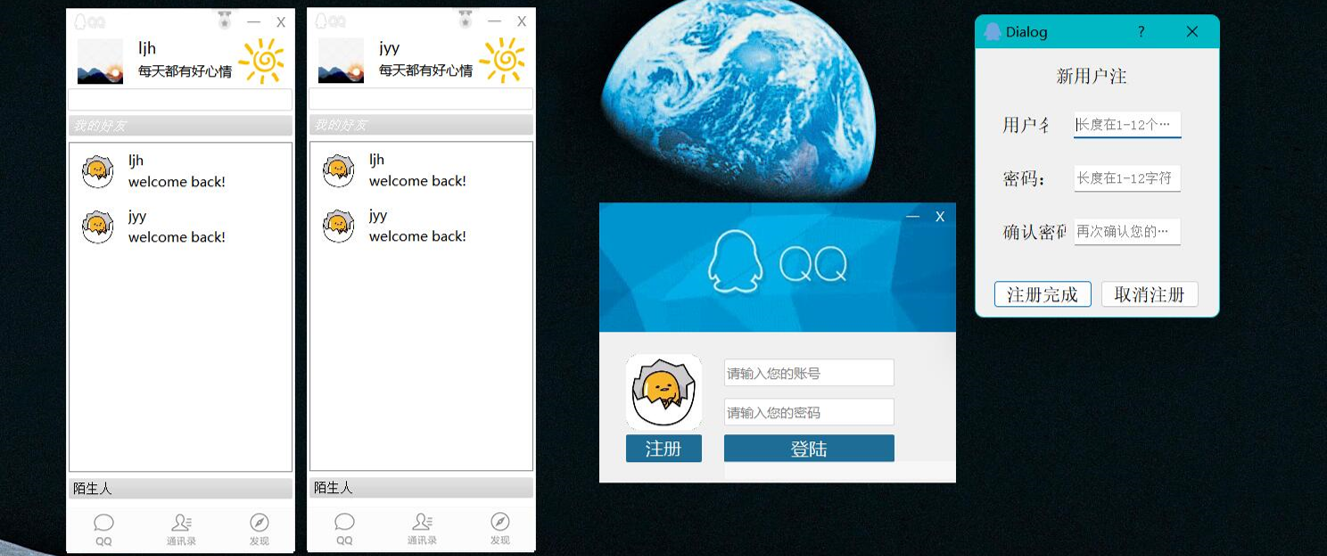 QQ
— X
ljh
每天都有好心情
我的好友
ljh
welcome back!
jyy
welcome back!
陌生人
QQ 通讯录 发现
QQ
— X
jyy
每天都有好心情
我的好友
ljh
welcome back!
jyy
welcome back!
陌生人
QQ 通讯录 发现
— X
QQ
请输入您的账号
请输入您的密码
注册 登陆
Dialog ?
新用户注
用户名 长度在1-12个…
密码: 长度在1-12字符
确认密码 再次确认您的…
注册完成 取消注册